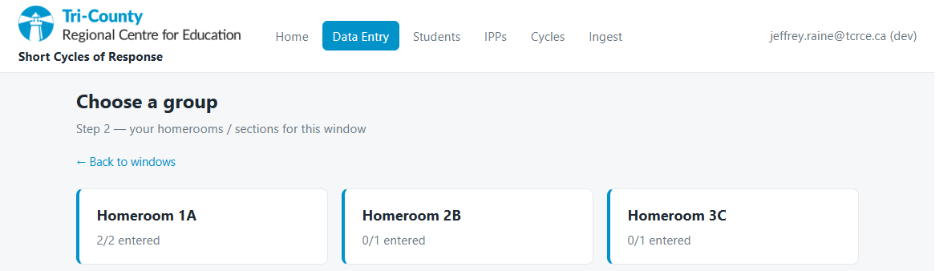 Tri-County
Regional Centre for Education
Short Cycles of Response
Home Data Entry Students IPPs Cycles Ingest
jeffrey.raine@tcrce.ca (dev)
Choose a group
Step 2 — your homerooms / sections for this window
← Back to windows
Homeroom 1A
2/2 entered
Homeroom 2B
0/1 entered
Homeroom 3C
0/1 entered